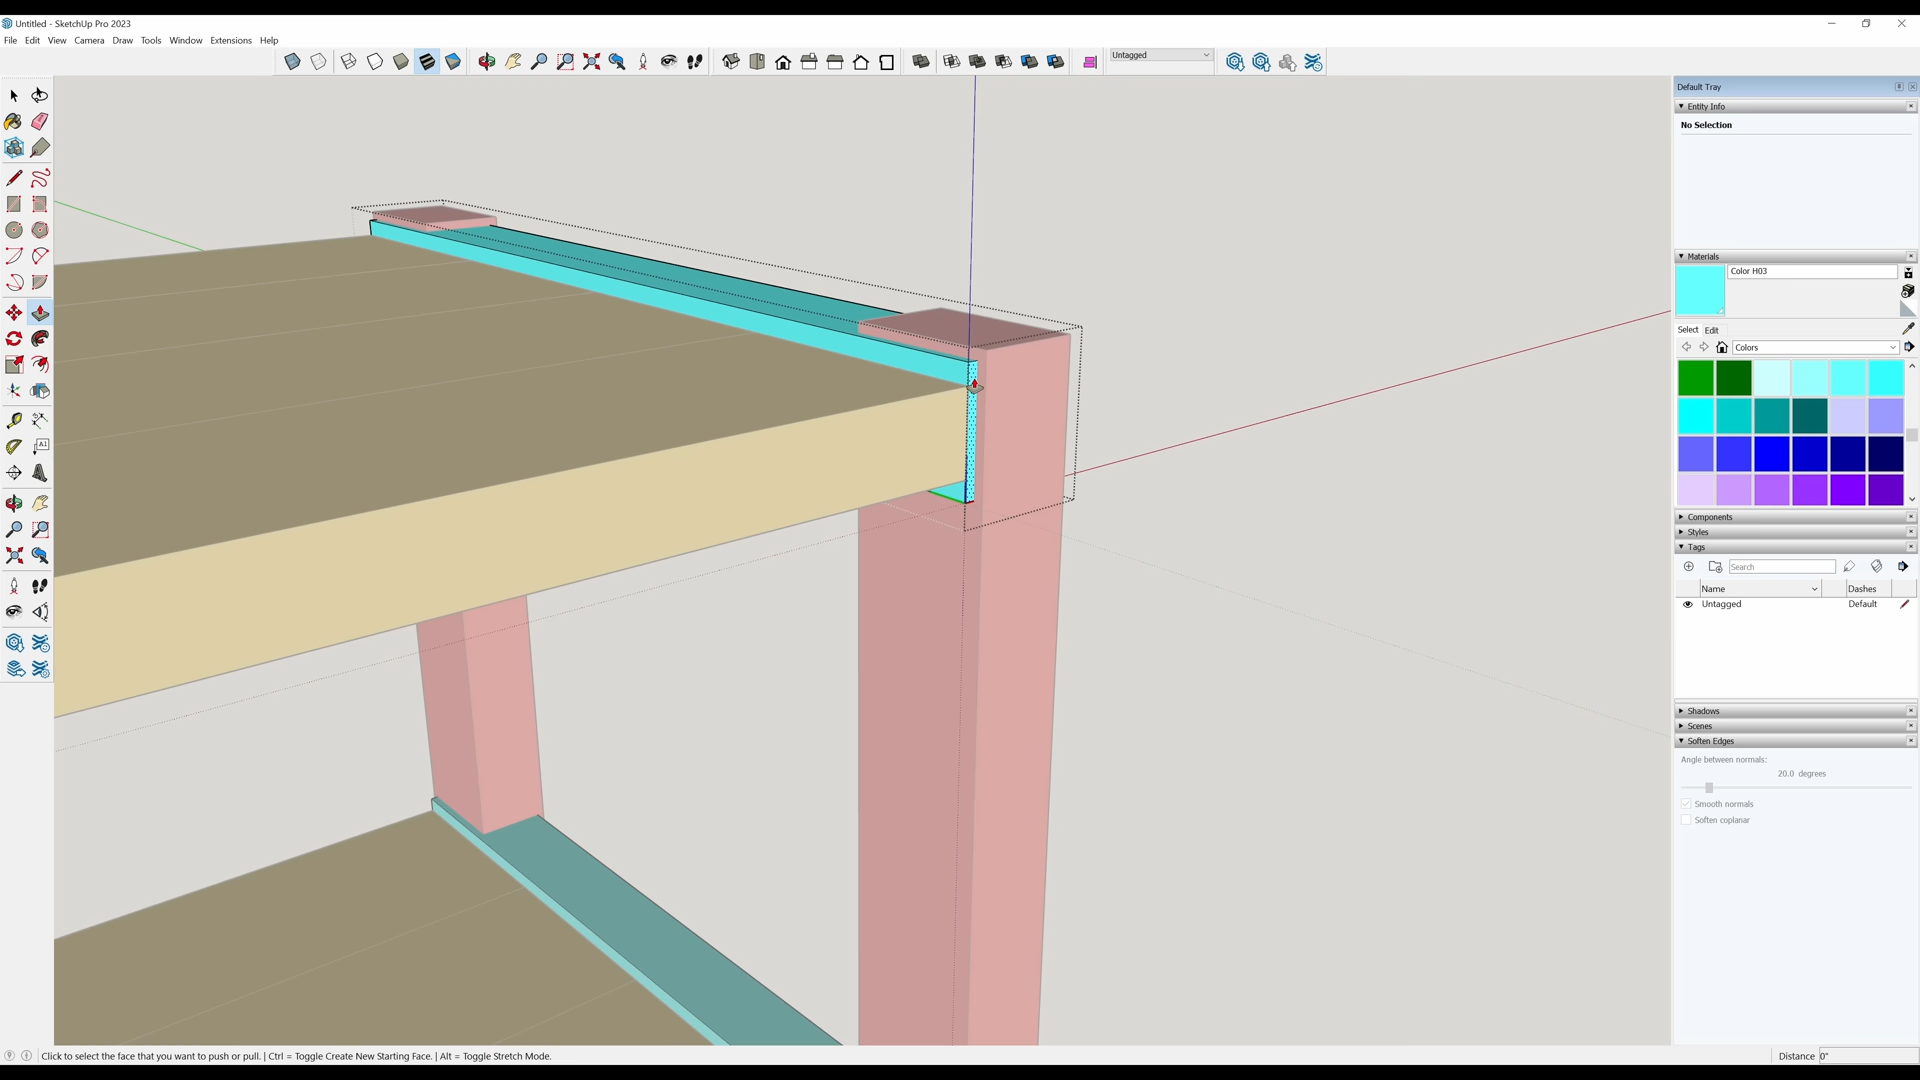 Untitled - SketchUp Pro 2023
File Edit View Camera Draw Tools Window Extensions Help
Untagged
Default Tray
Entity Info
No Selection
Materials
Color H03
Select Edit
Colors
Components
Styles
Tags
Search
Name Dashes
Untagged Default
Shadows
Scenes
Soften Edges
Angle between normals:
20.0 degrees
Smooth normals
Soften coplanar
A1
Click to select the face that you want to push or pull. | Ctrl = Toggle Create New Starting Face. | Alt = Toggle Stretch Mode.
Distance 0"